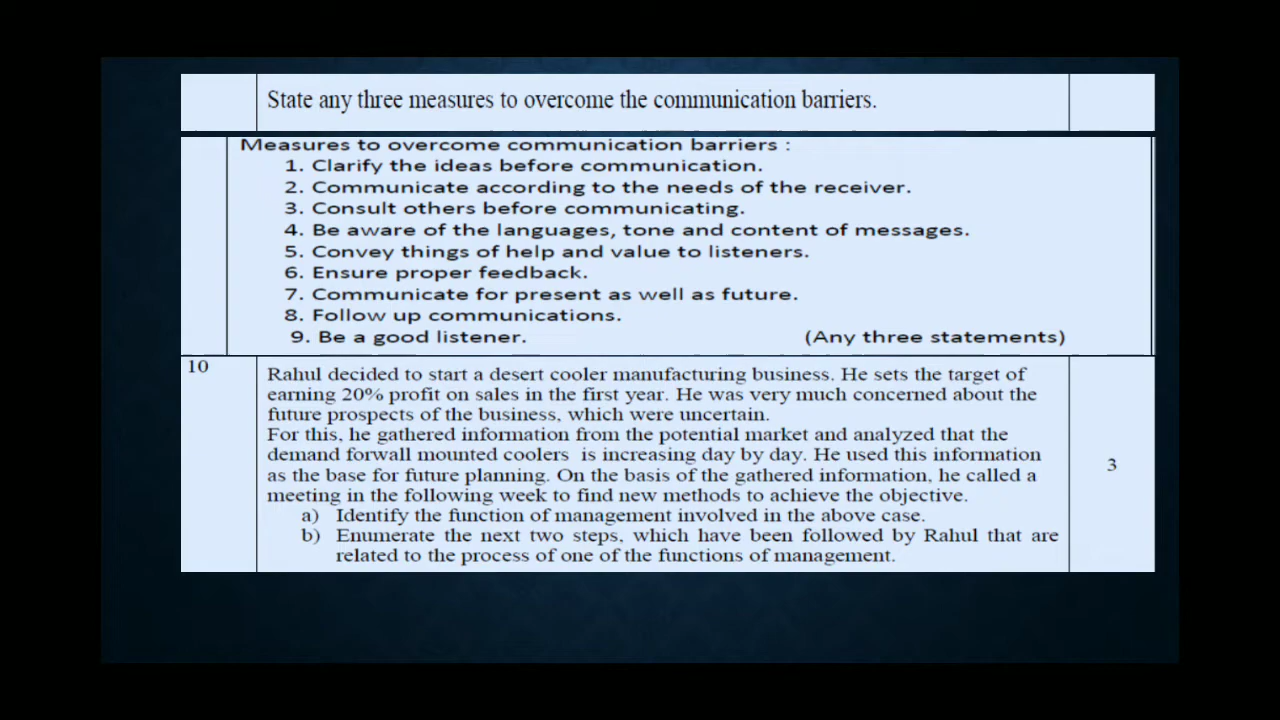 State any three measures to overcome the communication barriers.
Measures to overcome communication barriers :
1. Clarify the ideas before communication.
2. Communicate according to the needs of the receiver.
3. Consult others before communicating.
4. Be aware of the languages, tone and content of messages.
5. Convey things of help and value to listeners.
6. Ensure proper feedback.
7. Communicate for present as well as future.
8. Follow up communications.
9. Be a good listener. (Any three statements)
10
Rahul decided to start a desert cooler manufacturing business. He sets the target of
earning 20% profit on sales in the first year. He was very much concerned about the
future prospects of the business, which were uncertain.
For this, he gathered information from the potential market and analyzed that the
demand forwall mounted coolers is increasing day by day. He used this information
as the base for future planning. On the basis of the gathered information, he called a
meeting in the following week to find new methods to achieve the objective.
a) Identify the function of management involved in the above case.
b) Enumerate the next two steps, which have been followed by Rahul that are
related to the process of one of the functions of management.
3